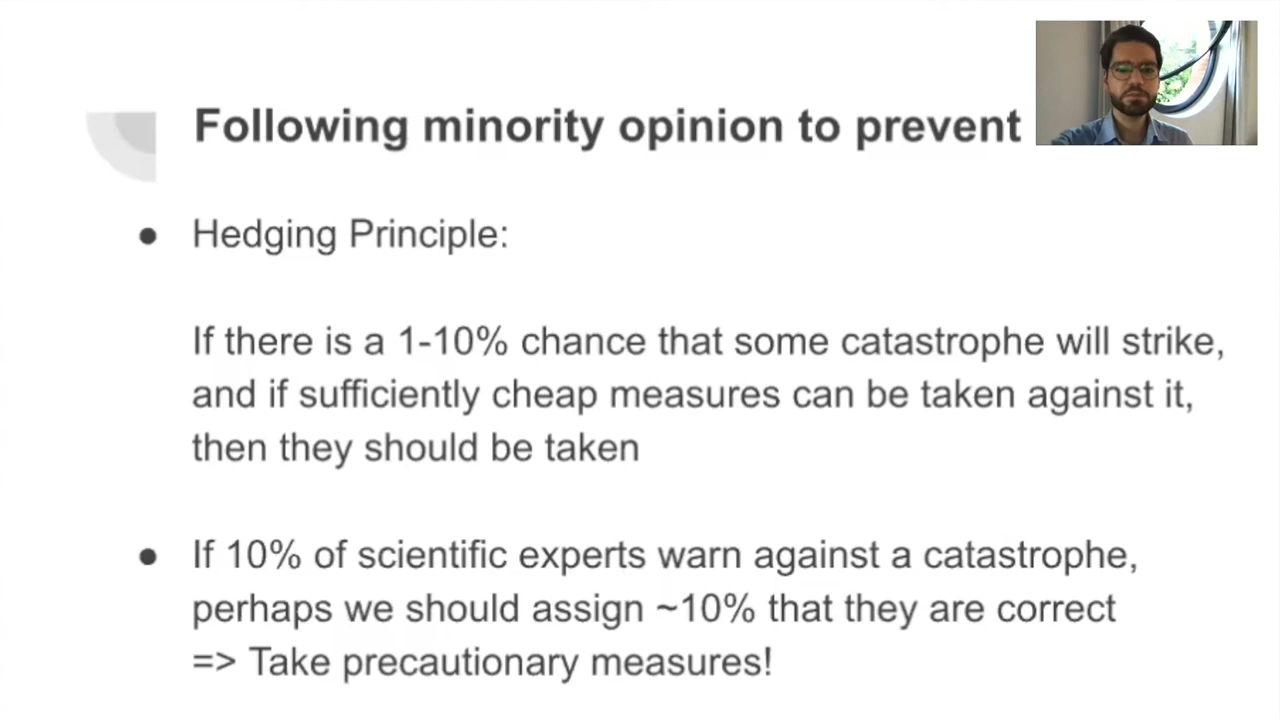 Following minority opinion to prevent
● Hedging Principle:
If there is a 1-10% chance that some catastrophe will strike,
and if sufficiently cheap measures can be taken against it,
then they should be taken
● If 10% of scientific experts warn against a catastrophe,
perhaps we should assign ~10% that they are correct
=> Take precautionary measures!